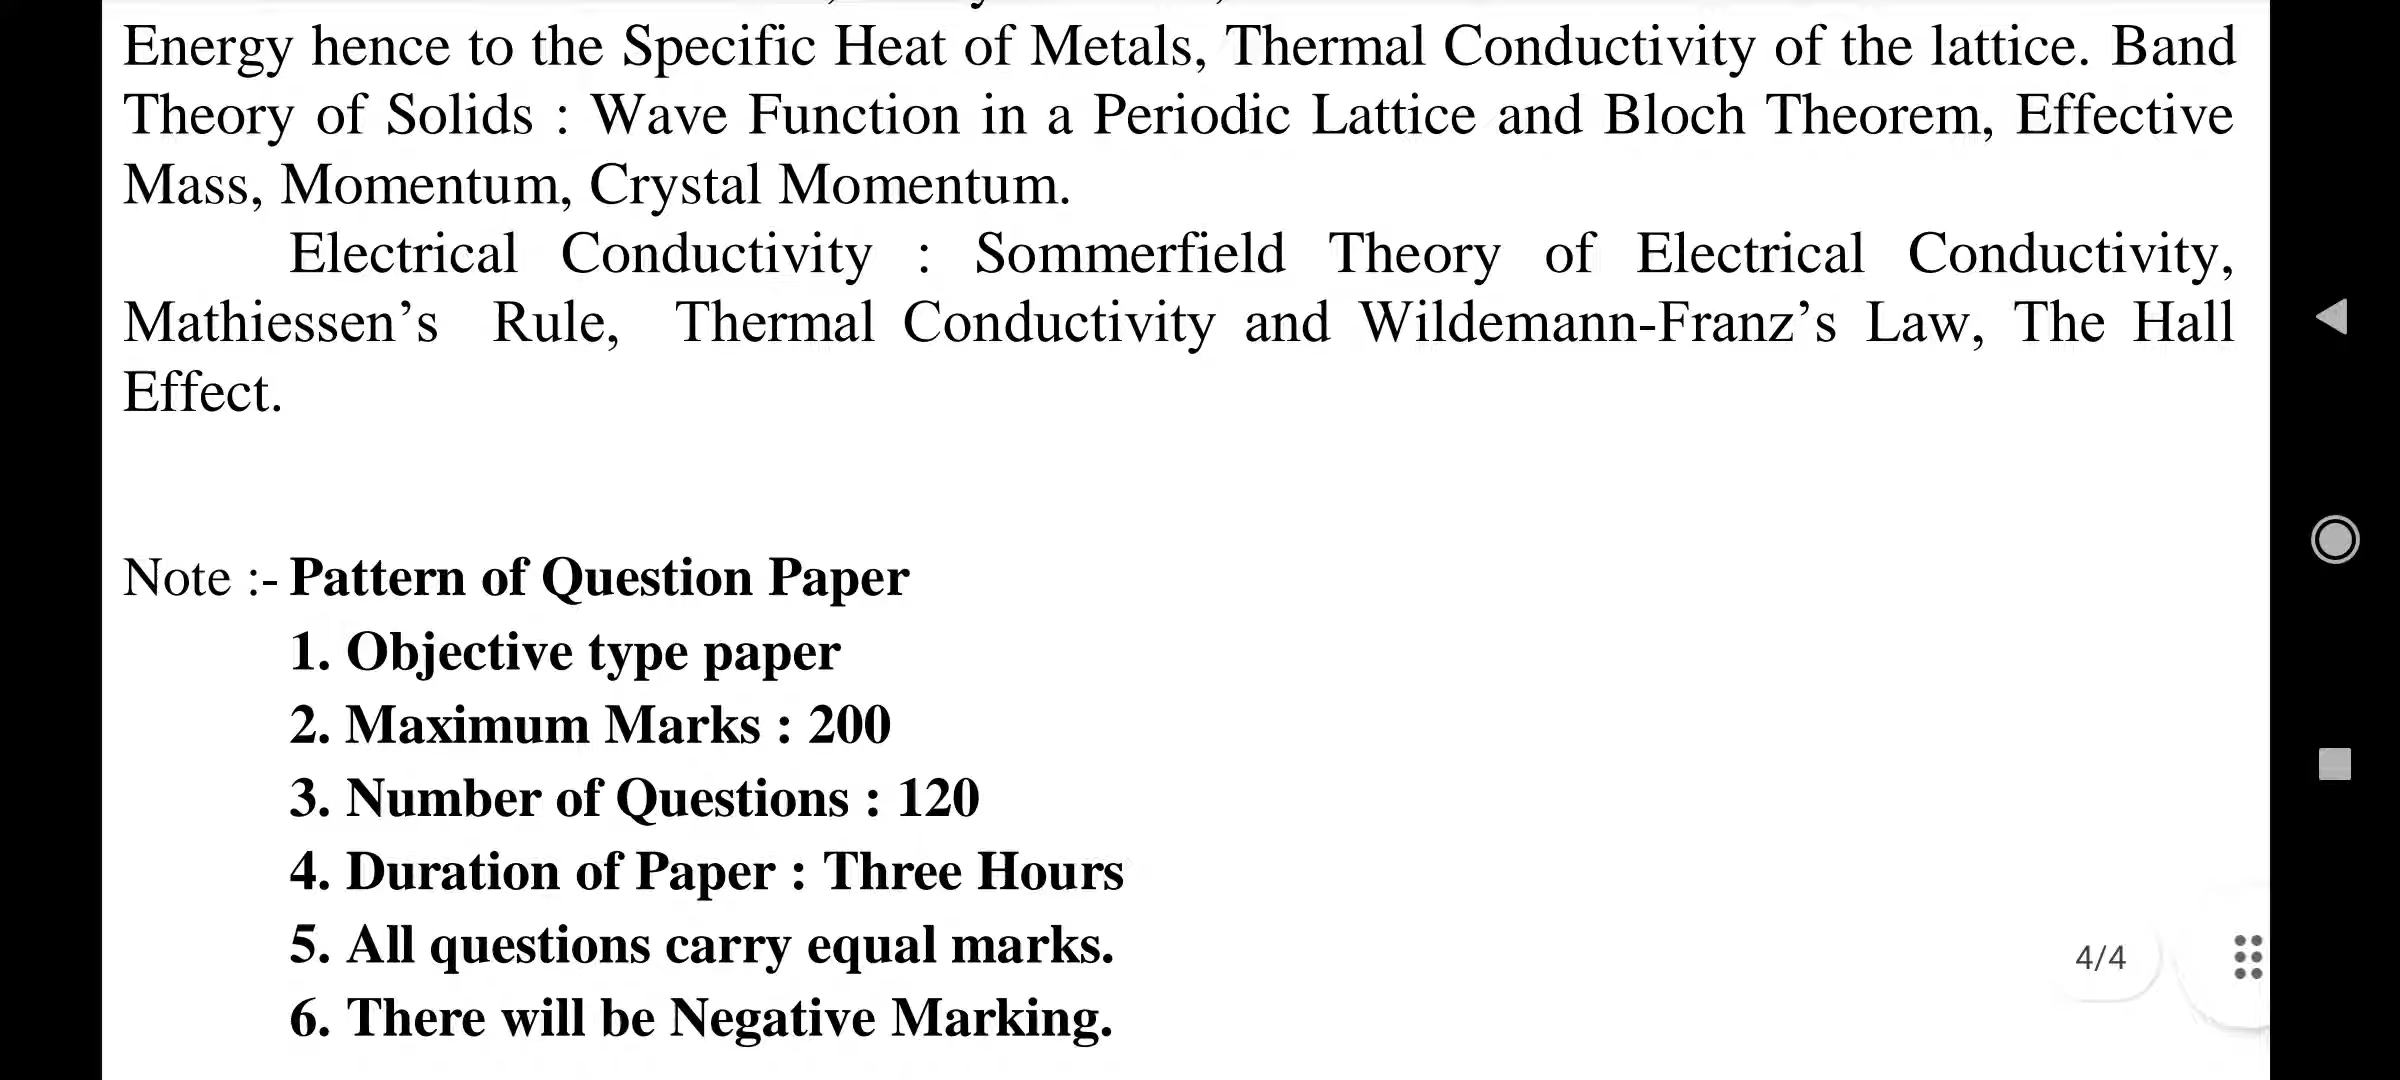 Energy hence to the Specific Heat of Metals, Thermal Conductivity of the lattice. Band
Theory of Solids : Wave Function in a Periodic Lattice and Bloch Theorem, Effective
Mass, Momentum, Crystal Momentum.
Electrical Conductivity : Sommerfield Theory of Electrical Conductivity,
Mathiessen’s Rule, Thermal Conductivity and Wildemann-Franz’s Law, The Hall
Effect.
Note :- Pattern of Question Paper
1. Objective type paper
2. Maximum Marks : 200
3. Number of Questions : 120
4. Duration of Paper : Three Hours
5. All questions carry equal marks.
6. There will be Negative Marking.
4/4